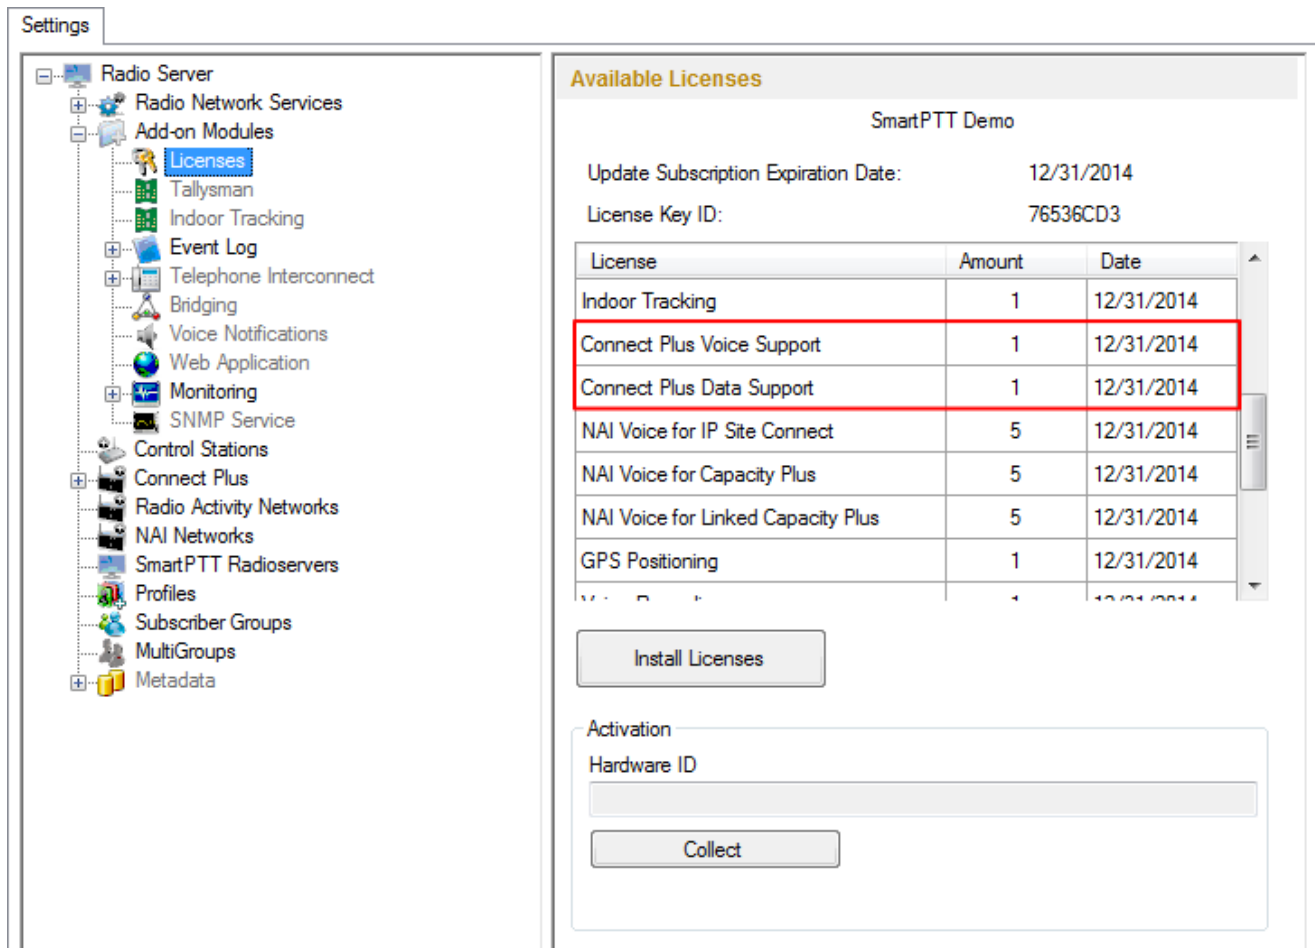 Settings
Radio Server
Radio Network Services
Add-on Modules
Licenses
Tallysman
Indoor Tracking
Event Log
Telephone Interconnect
Bridging
Voice Notifications
Web Application
Monitoring
SNMP Service
Control Stations
Connect Plus
Radio Activity Networks
NAI Networks
SmartPTT Radioservers
Profiles
Subscriber Groups
MultiGroups
Metadata
Available Licenses
SmartPTT Demo
Update Subscription Expiration Date: 12/31/2014
License Key ID: 76536CD3
License Amount Date
Indoor Tracking 1 12/31/2014
Connect Plus Voice Support 1 12/31/2014
Connect Plus Data Support 1 12/31/2014
NAI Voice for IP Site Connect 5 12/31/2014
NAI Voice for Capacity Plus 5 12/31/2014
NAI Voice for Linked Capacity Plus 5 12/31/2014
GPS Positioning 1 12/31/2014
Install Licenses
Activation
Hardware ID
Collect